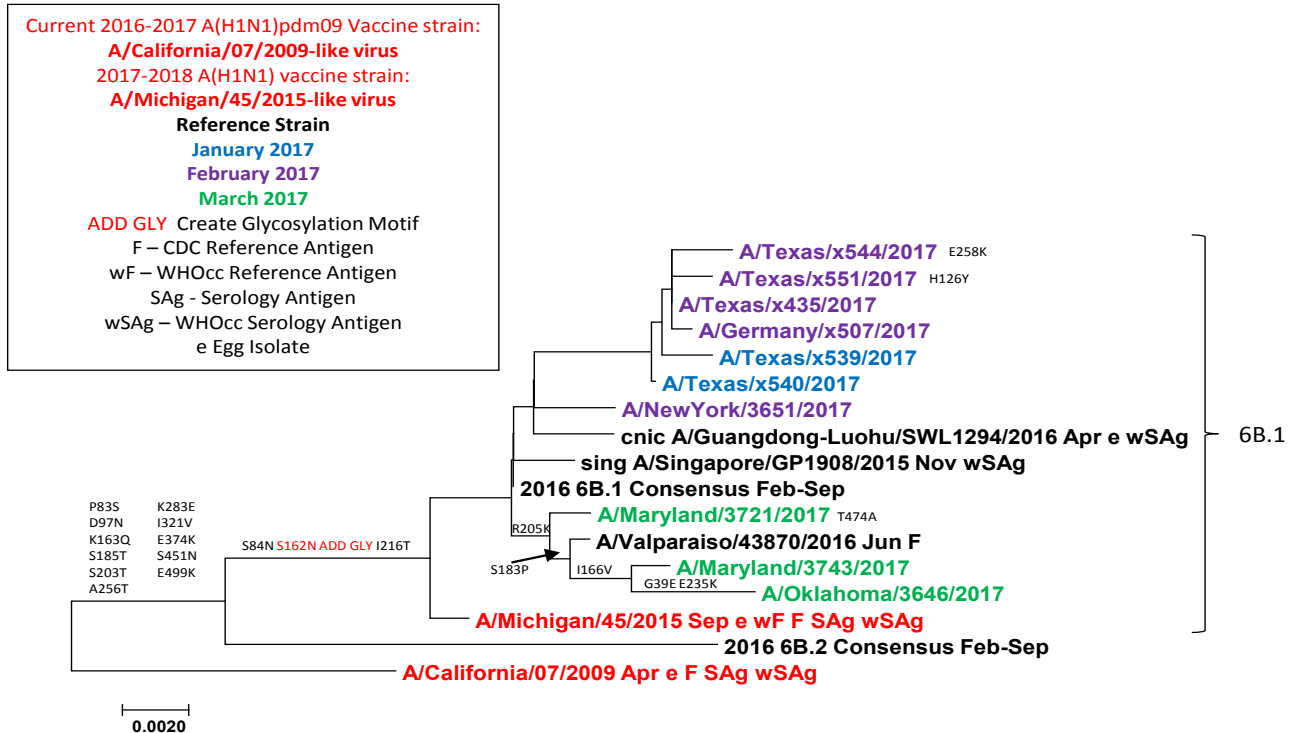 Current 2016-2017 A(H1N1)pdm09 Vaccine strain:
A/California/07/2009-like virus
2017-2018 A(H1N1) vaccine strain:
A/Michigan/45/2015-like virus
Reference Strain
January 2017
February 2017
March 2017
ADD GLY Create Glycosylation Motif
F – CDC Reference Antigen
wF – WHOcc Reference Antigen
SAg - Serology Antigen
wSAg – WHOcc Serology Antigen
e Egg Isolate
A/Texas/x544/2017 E258K
A/Texas/x551/2017 H126Y
A/Texas/x435/2017
A/Germany/x507/2017
A/Texas/x539/2017
A/Texas/x540/2017
A/NewYork/3651/2017
cnic A/Guangdong-Luohu/SWL1294/2016 Apr e wSAg
6B.1
sing A/Singapore/GP1908/2015 Nov wSAg
2016 6B.1 Consensus Feb-Sep
A/Maryland/3721/2017 T474A
R205K
A/Valparaiso/43870/2016 Jun F
S183P
I166V
A/Maryland/3743/2017
G39E E235K
A/Oklahoma/3646/2017
P83S K283E
D97N I321V
K163Q E374K
S185T S451N
S203T E499K
A256T
S84N S162N ADD GLY I216T
A/Michigan/45/2015 Sep e wF F SAg wSAg
2016 6B.2 Consensus Feb-Sep
A/California/07/2009 Apr e F SAg wSAg
0.0020